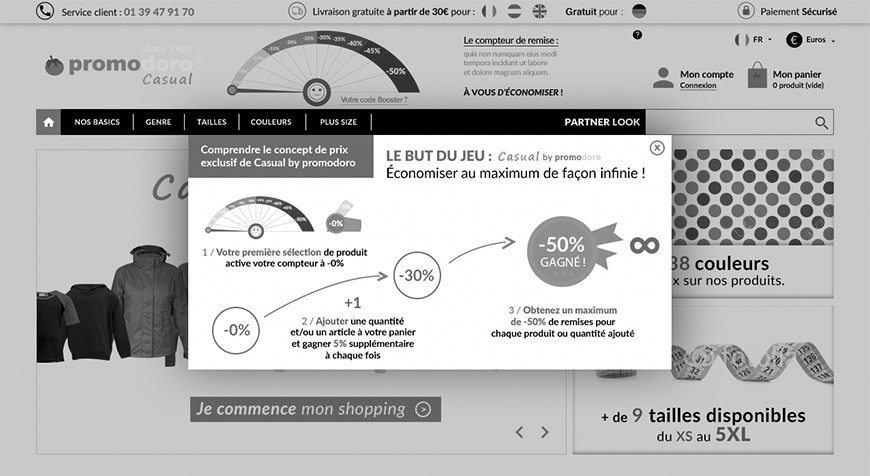 Service client : 01 39 47 91 70
Livraison gratuite à partir de 30€ pour :
Gratuit pour :
Paiement Sécurisé
since 1989
promodoro®
Casual
-30%
-35%
-40%
-45%
-50%
Votre code Booster ?
Le compteur de remise :
quia non numquam eius modi
tempora incidunt ut labore
et dolore magnam aliquam.
À VOUS D'ÉCONOMISER !
?
FR
€ Euros
Mon compte
Connexion
Mon panier
0 produit (vide)
NOS BASICS
GENRE
TAILLES
COULEURS
PLUS SIZE
PARTNER LOOK
Comprendre le concept de prix
exclusif de Casual by promodoro
LE BUT DU JEU : Casual by promodoro
Économiser au maximum de façon infinie !
-50%
-0%
1 / Votre première sélection de produit
active votre compteur à -0%
-0%
+1
2 / Ajouter une quantité
et/ou un article à votre panier
et gagner 5% supplémentaire
à chaque fois
-30%
-50%
GAGNÉ !
∞
3 / Obtenez un maximum
de -50% de remises pour
chaque produit ou quantité ajouté
Ca
38 couleurs
x sur nos produits.
Je commence mon shopping
+ de 9 tailles disponibles
du XS au 5XL